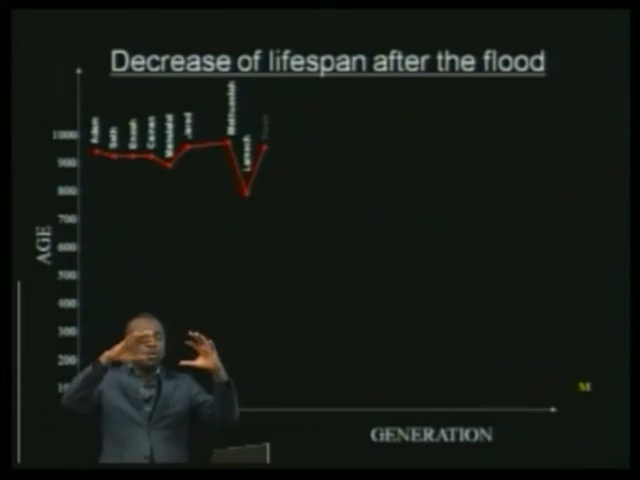 Decrease of lifespan after the flood
Adam
Seth
Enosh
Cainan
Mahalalel
Jared
Methuselah
Lamech
1000
900
800
700
600
500
400
300
200
AGE
M
GENERATION